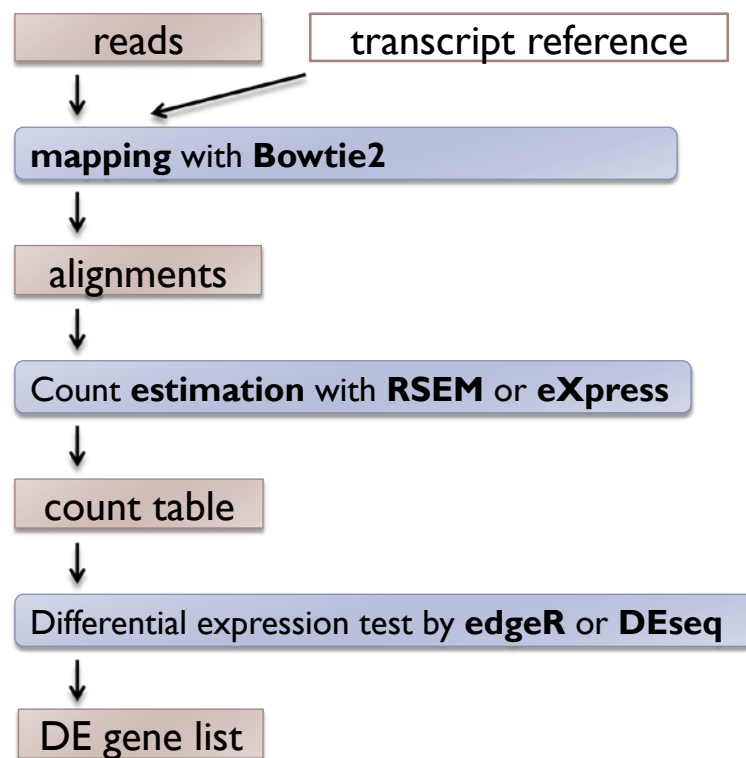 reads
transcript reference
mapping with Bowtie2
alignments
Count estimation with RSEM or eXpress
count table
Differential expression test by edgeR or DEseq
DE gene list